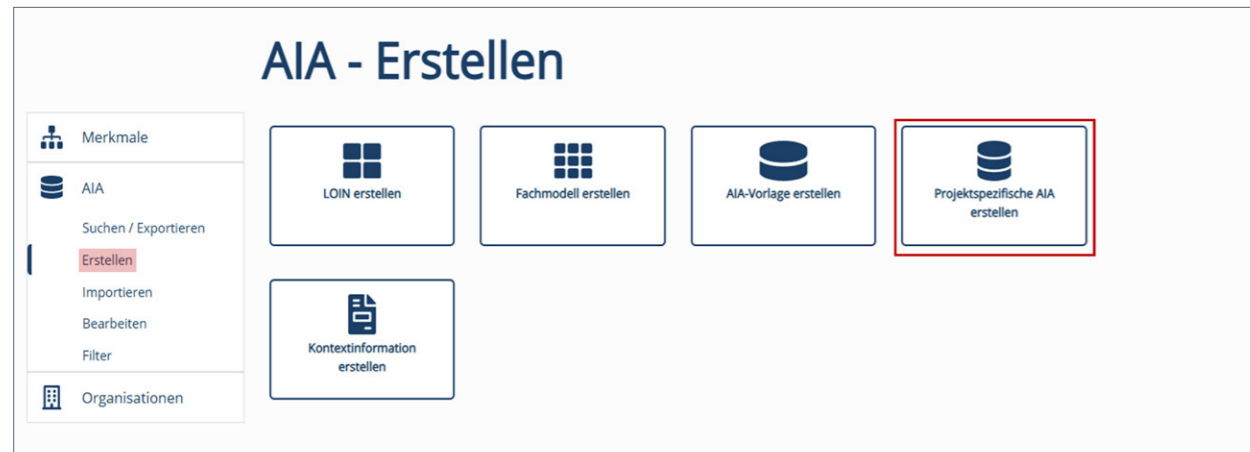 AIA - Erstellen
Merkmale
AIA
Suchen / Exportieren
Erstellen
Importieren
Bearbeiten
Filter
Organisationen
LOIN erstellen
Fachmodell erstellen
AIA-Vorlage erstellen
Projektspezifische AIA
erstellen
Kontextinformation
erstellen